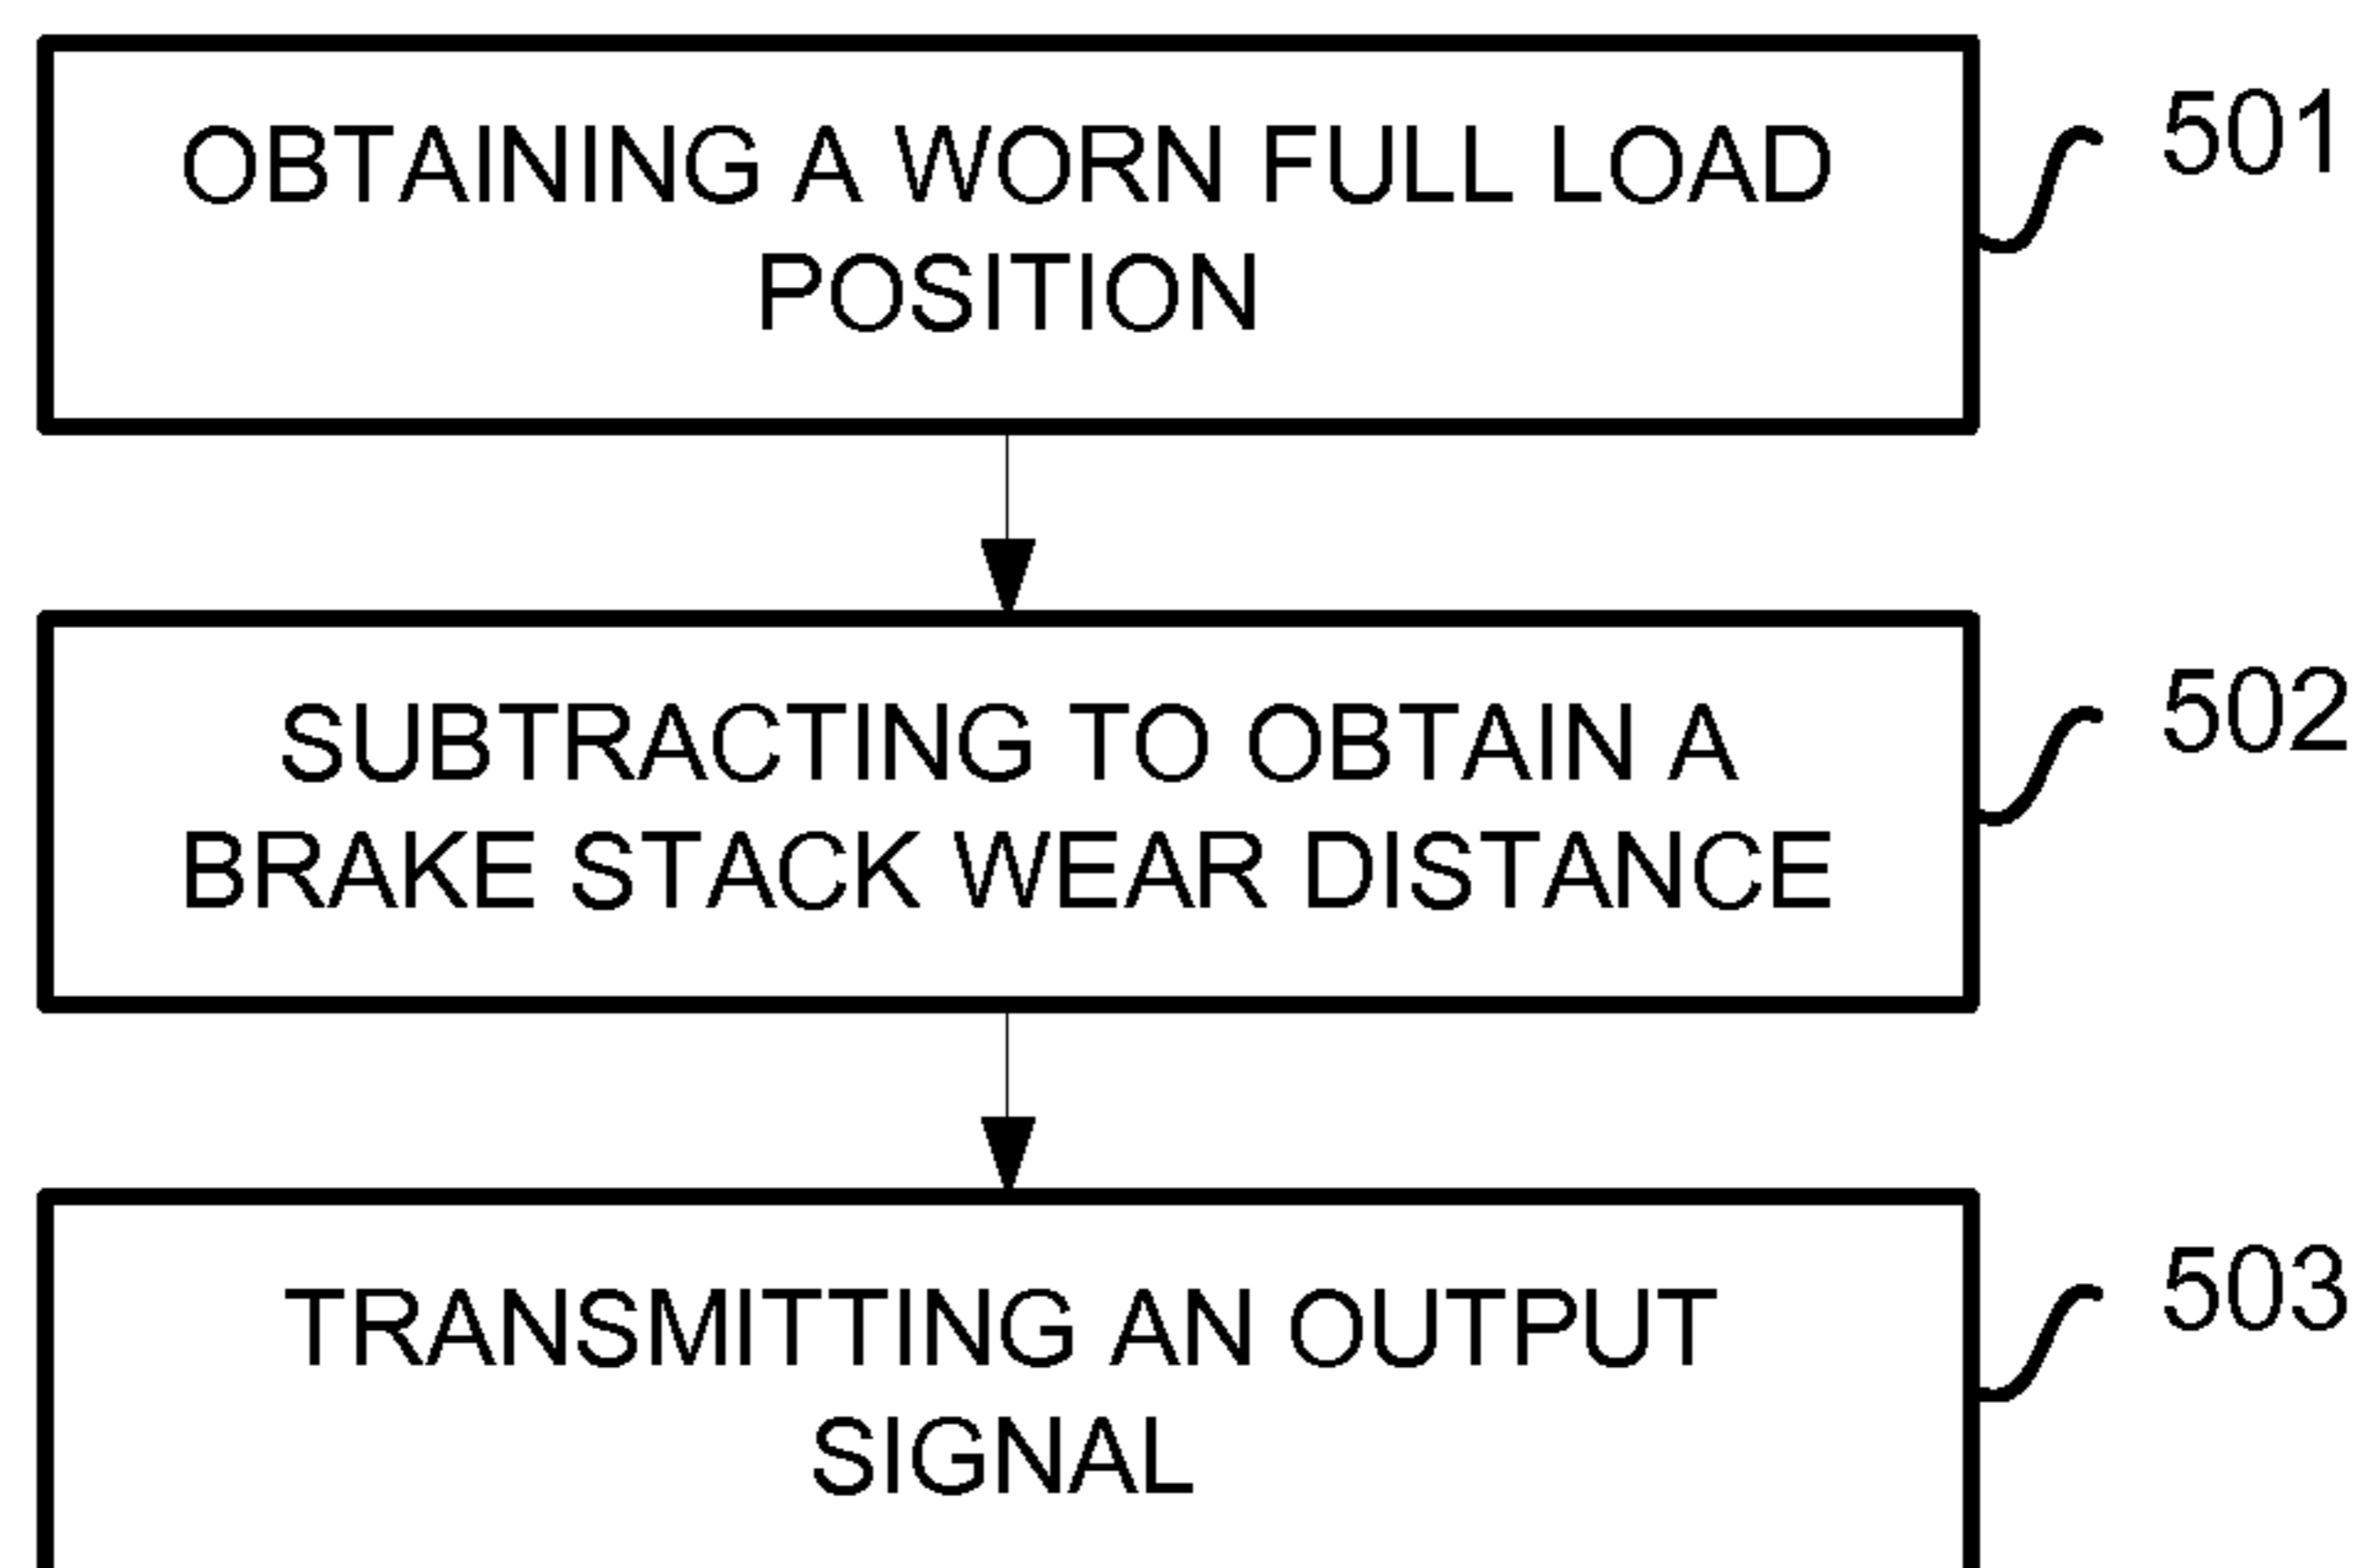 OBTAINING A WORN FULL LOAD
POSITION
501
SUBTRACTING TO OBTAIN A
BRAKE STACK WEAR DISTANCE
502
TRANSMITTING AN OUTPUT
SIGNAL
503